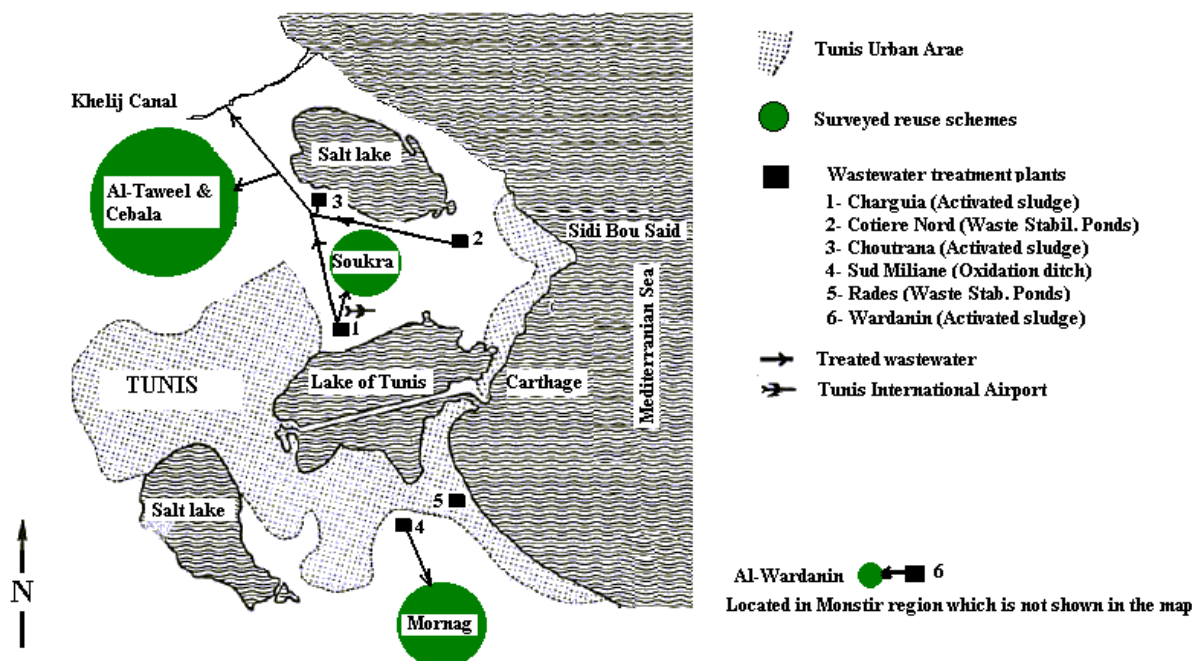 Khelij Canal
Salt lake
Al-Taweel &
Cebala
3
2
Sidi Bou Said
Soukra
1
Mediterranian Sea
TUNIS
Lake of Tunis
Carthage
Salt lake
5
4
Mornag
N
Tunis Urban Arae
Surveyed reuse schemes
Wastewater treatment plants
1- Charguia (Activated sludge)
2- Cotiere Nord (Waste Stabil. Ponds)
3- Choutrana (Activated sludge)
4- Sud Miliane (Oxidation ditch)
5- Rades (Waste Stab. Ponds)
6- Wardanin (Activated sludge)
Treated wastewater
Tunis International Airport
Al-Wardanin 6
Located in Monstir region which is not shown in the map